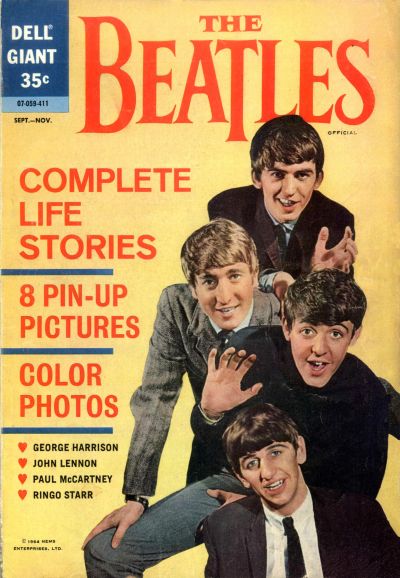 DELL
GIANT
35c
07-059-411
SEPT.—NOV.
THE
BEATLES
OFFICIAL
COMPLETE
LIFE
STORIES
8 PIN-UP
PICTURES
COLOR
PHOTOS
♥ GEORGE HARRISON
♥ JOHN LENNON
♥ PAUL McCARTNEY
♥ RINGO STARR
© 1964 NEMS
ENTERPRISES, LTD.